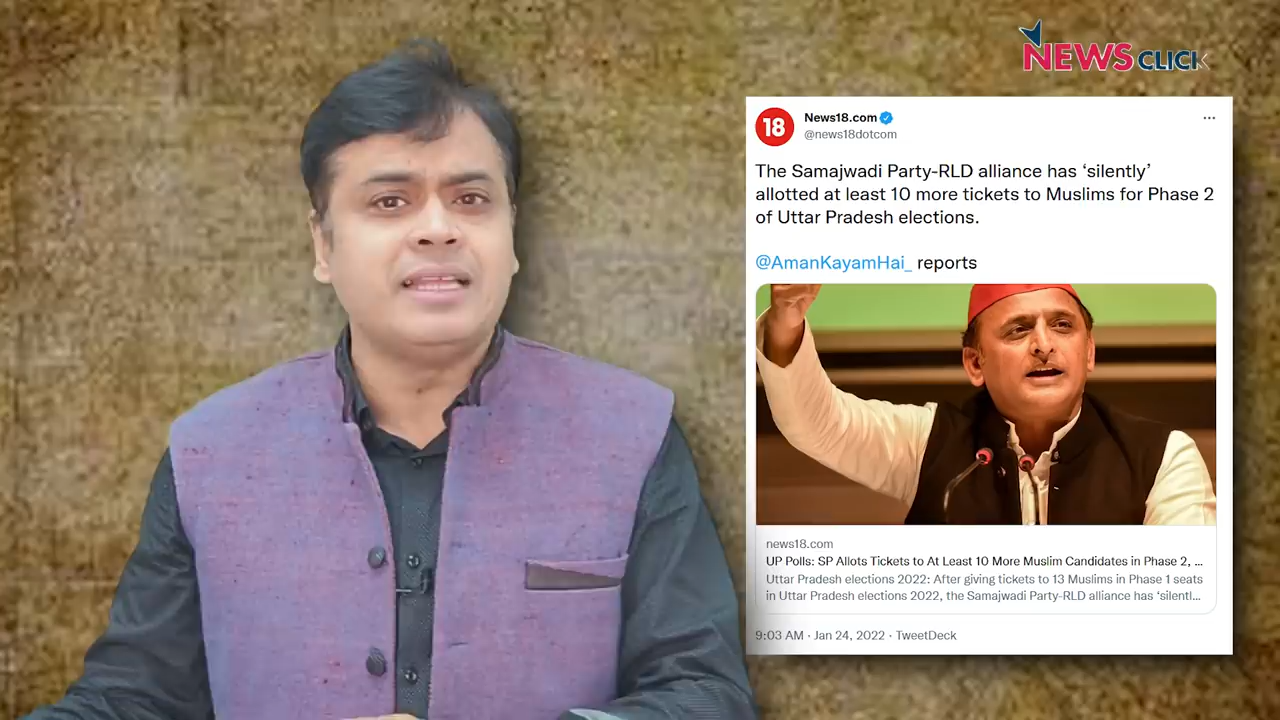 NEWSCLICK
18
News18.com
@news18dotcom
The Samajwadi Party-RLD alliance has ‘silently’
allotted at least 10 more tickets to Muslims for Phase 2
of Uttar Pradesh elections.
@AmanKayamHai_ reports
news18.com
UP Polls: SP Allots Tickets to At Least 10 More Muslim Candidates in Phase 2, ...
Uttar Pradesh elections 2022: After giving tickets to 13 Muslims in Phase 1 seats
in Uttar Pradesh elections 2022, the Samajwadi Party-RLD alliance has ‘silentl...
9:03 AM · Jan 24, 2022 · TweetDeck